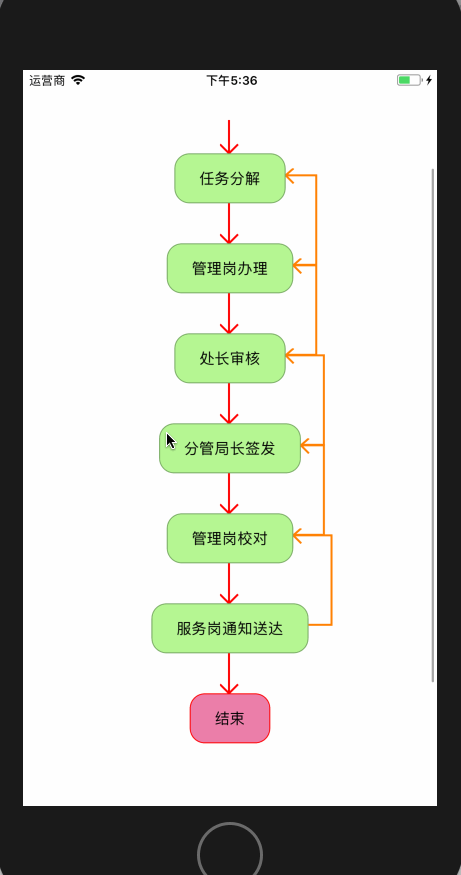 运营商 下午5:36
任务分解
管理岗办理
处长审核
分管局长签发
管理岗校对
服务岗通知送达
结束